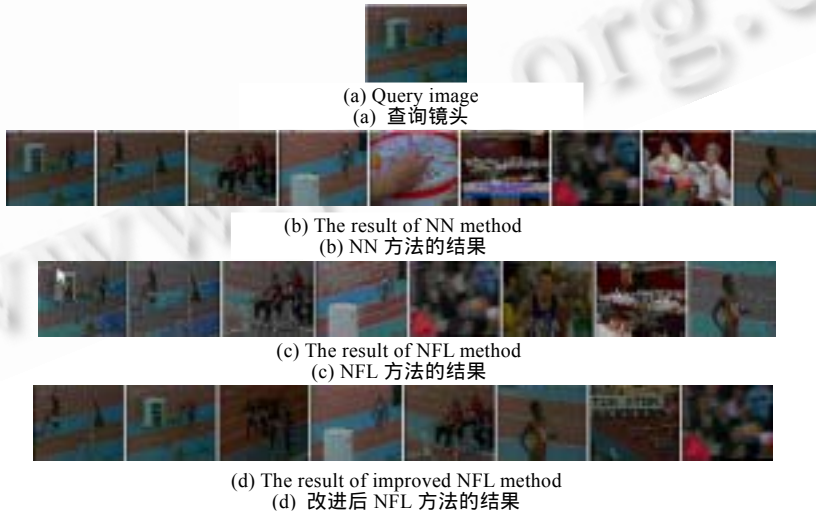 (a) Query image
(a) 查询镜头
(b) The result of NN method
(b) NN 方法的结果
(c) The result of NFL method
(c) NFL 方法的结果
(d) The result of improved NFL method
(d) 改进后 NFL 方法的结果